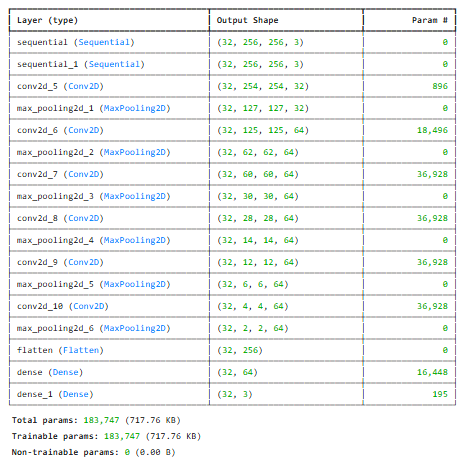 Layer (type) Output Shape Param #
sequential (Sequential) (32, 256, 256, 3) 0
sequential_1 (Sequential) (32, 256, 256, 3) 0
conv2d_5 (Conv2D) (32, 254, 254, 32) 896
max_pooling2d_1 (MaxPooling2D) (32, 127, 127, 32) 0
conv2d_6 (Conv2D) (32, 125, 125, 64) 18,496
max_pooling2d_2 (MaxPooling2D) (32, 62, 62, 64) 0
conv2d_7 (Conv2D) (32, 60, 60, 64) 36,928
max_pooling2d_3 (MaxPooling2D) (32, 30, 30, 64) 0
conv2d_8 (Conv2D) (32, 28, 28, 64) 36,928
max_pooling2d_4 (MaxPooling2D) (32, 14, 14, 64) 0
conv2d_9 (Conv2D) (32, 12, 12, 64) 36,928
max_pooling2d_5 (MaxPooling2D) (32, 6, 6, 64) 0
conv2d_10 (Conv2D) (32, 4, 4, 64) 36,928
max_pooling2d_6 (MaxPooling2D) (32, 2, 2, 64) 0
flatten (Flatten) (32, 256) 0
dense (Dense) (32, 64) 16,448
dense_1 (Dense) (32, 3) 195
Total params: 183,747 (717.76 KB)
Trainable params: 183,747 (717.76 KB)
Non-trainable params: 0 (0.00 B)